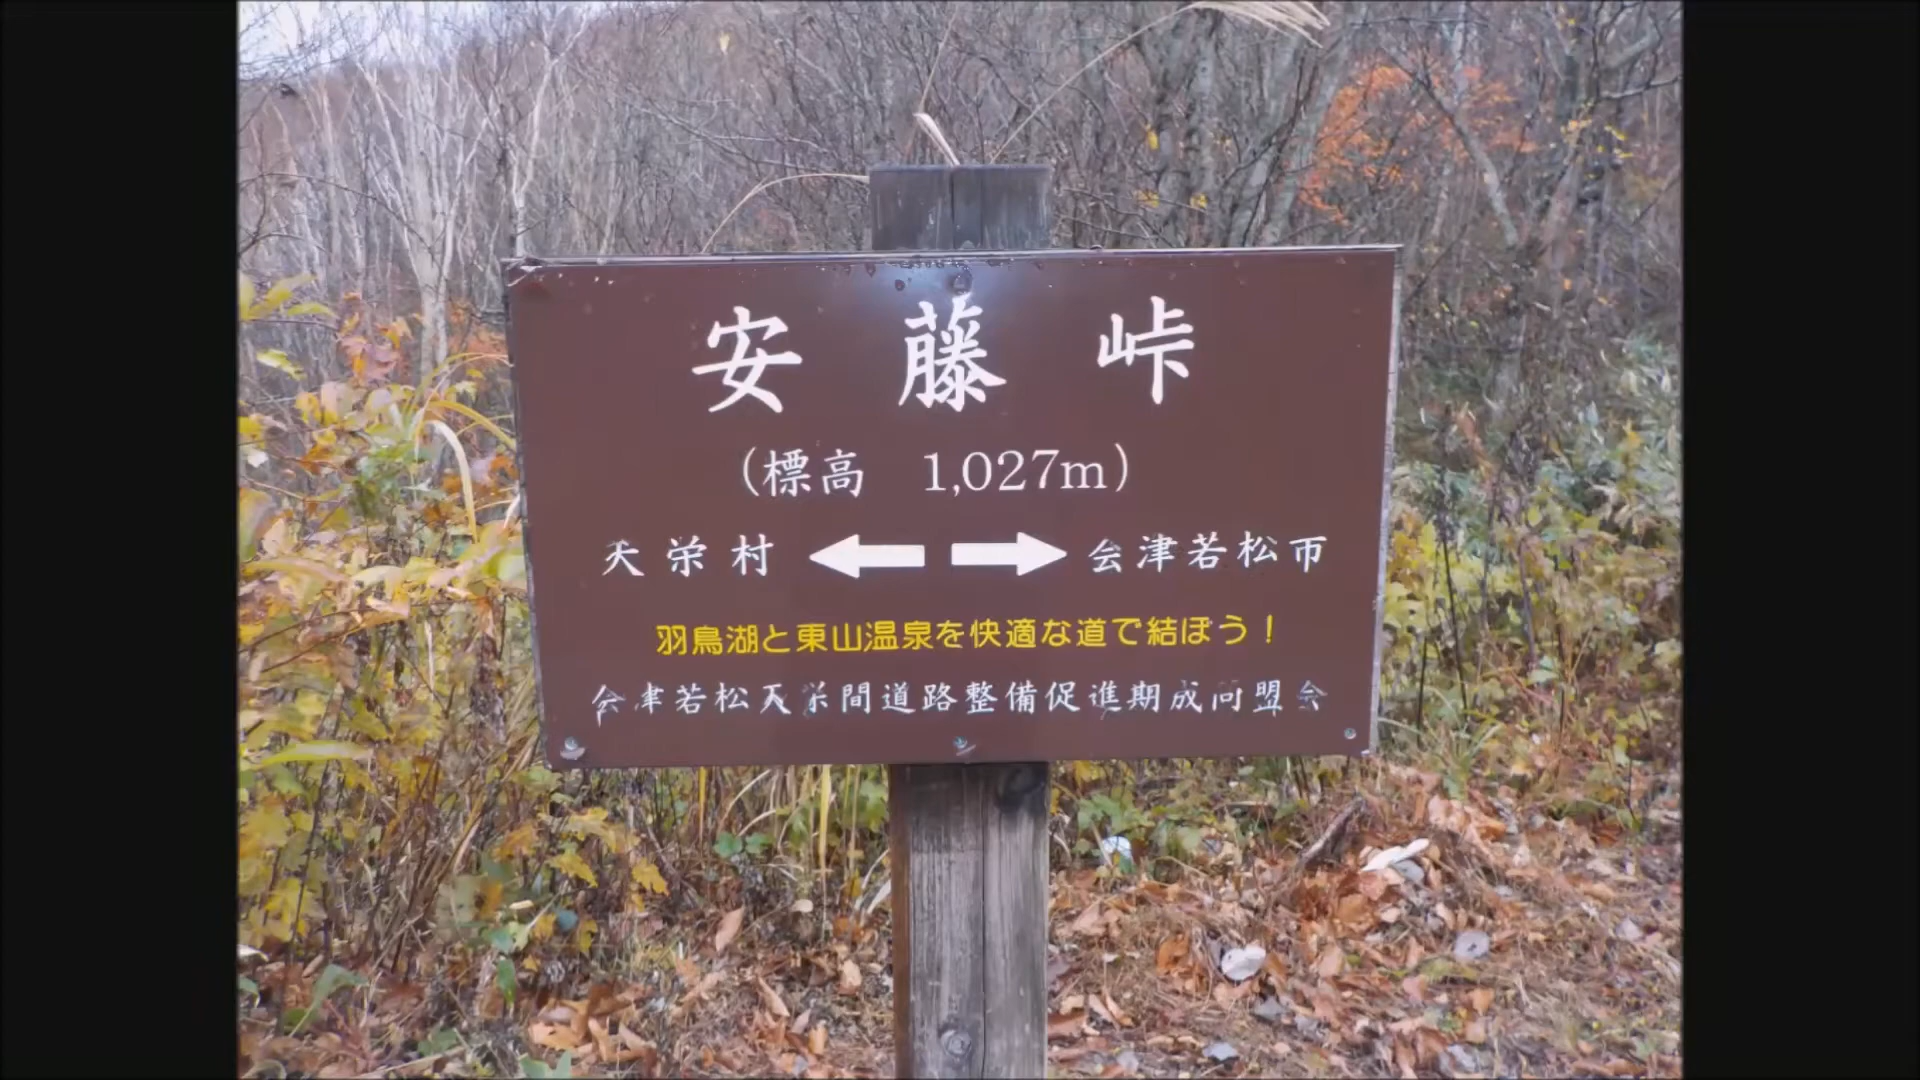 安藤峠
(標高 1,027m)
天栄村 ← → 会津若松市
羽鳥湖と東山温泉を快適な道で結ぼう！
会津若松天栄間道路整備促進期成同盟会